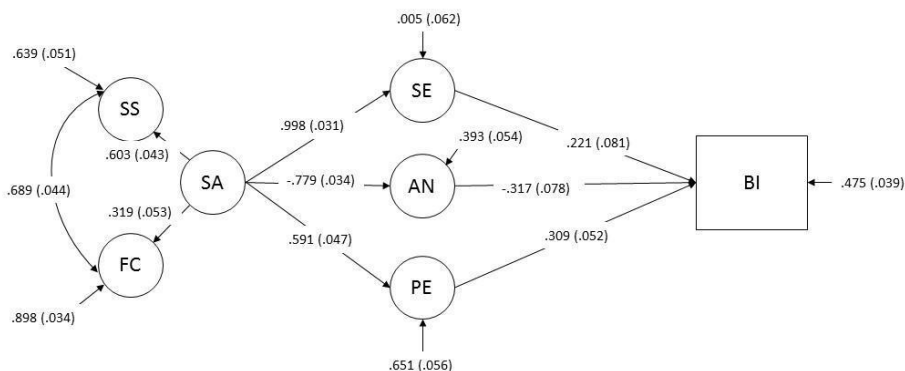 .005 (.062)
.639 (.051)
SE
SS
.998 (.031)
.393 (.054)
.221 (.081)
.603 (.043)
.689 (.044)
SA
-.779 (.034)
AN
-.317 (.078)
BI
.475 (.039)
.319 (.053)
.591 (.047)
.309 (.052)
FC
PE
.898 (.034)
.651 (.056)